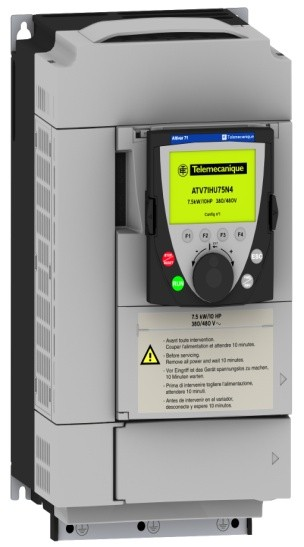 Altivar 71
Telemecanique
Telemecanique
ATV71HU75N4
7.5kW/10HP 380/480V
Config. n°1
F1 F2 F3 F4
STOP
RESET
ESC
RUN
FWD
REV
7.5 kW/10 HP
380/480 V~
- Avant toute intervention.
Couper l'alimentation et attendre 10 minutes.
- Before servicing.
Remove all power and wait 10 minutes.
- Vor Eingriff ist das Gerät spannungslos zu machen,
10 Minuten warten.
- Prima di intervenire togliere l'alimentazione,
attendere 10 minuti.
- Antes de intervenir en el variador,
desconecte y espere 10 minutos.